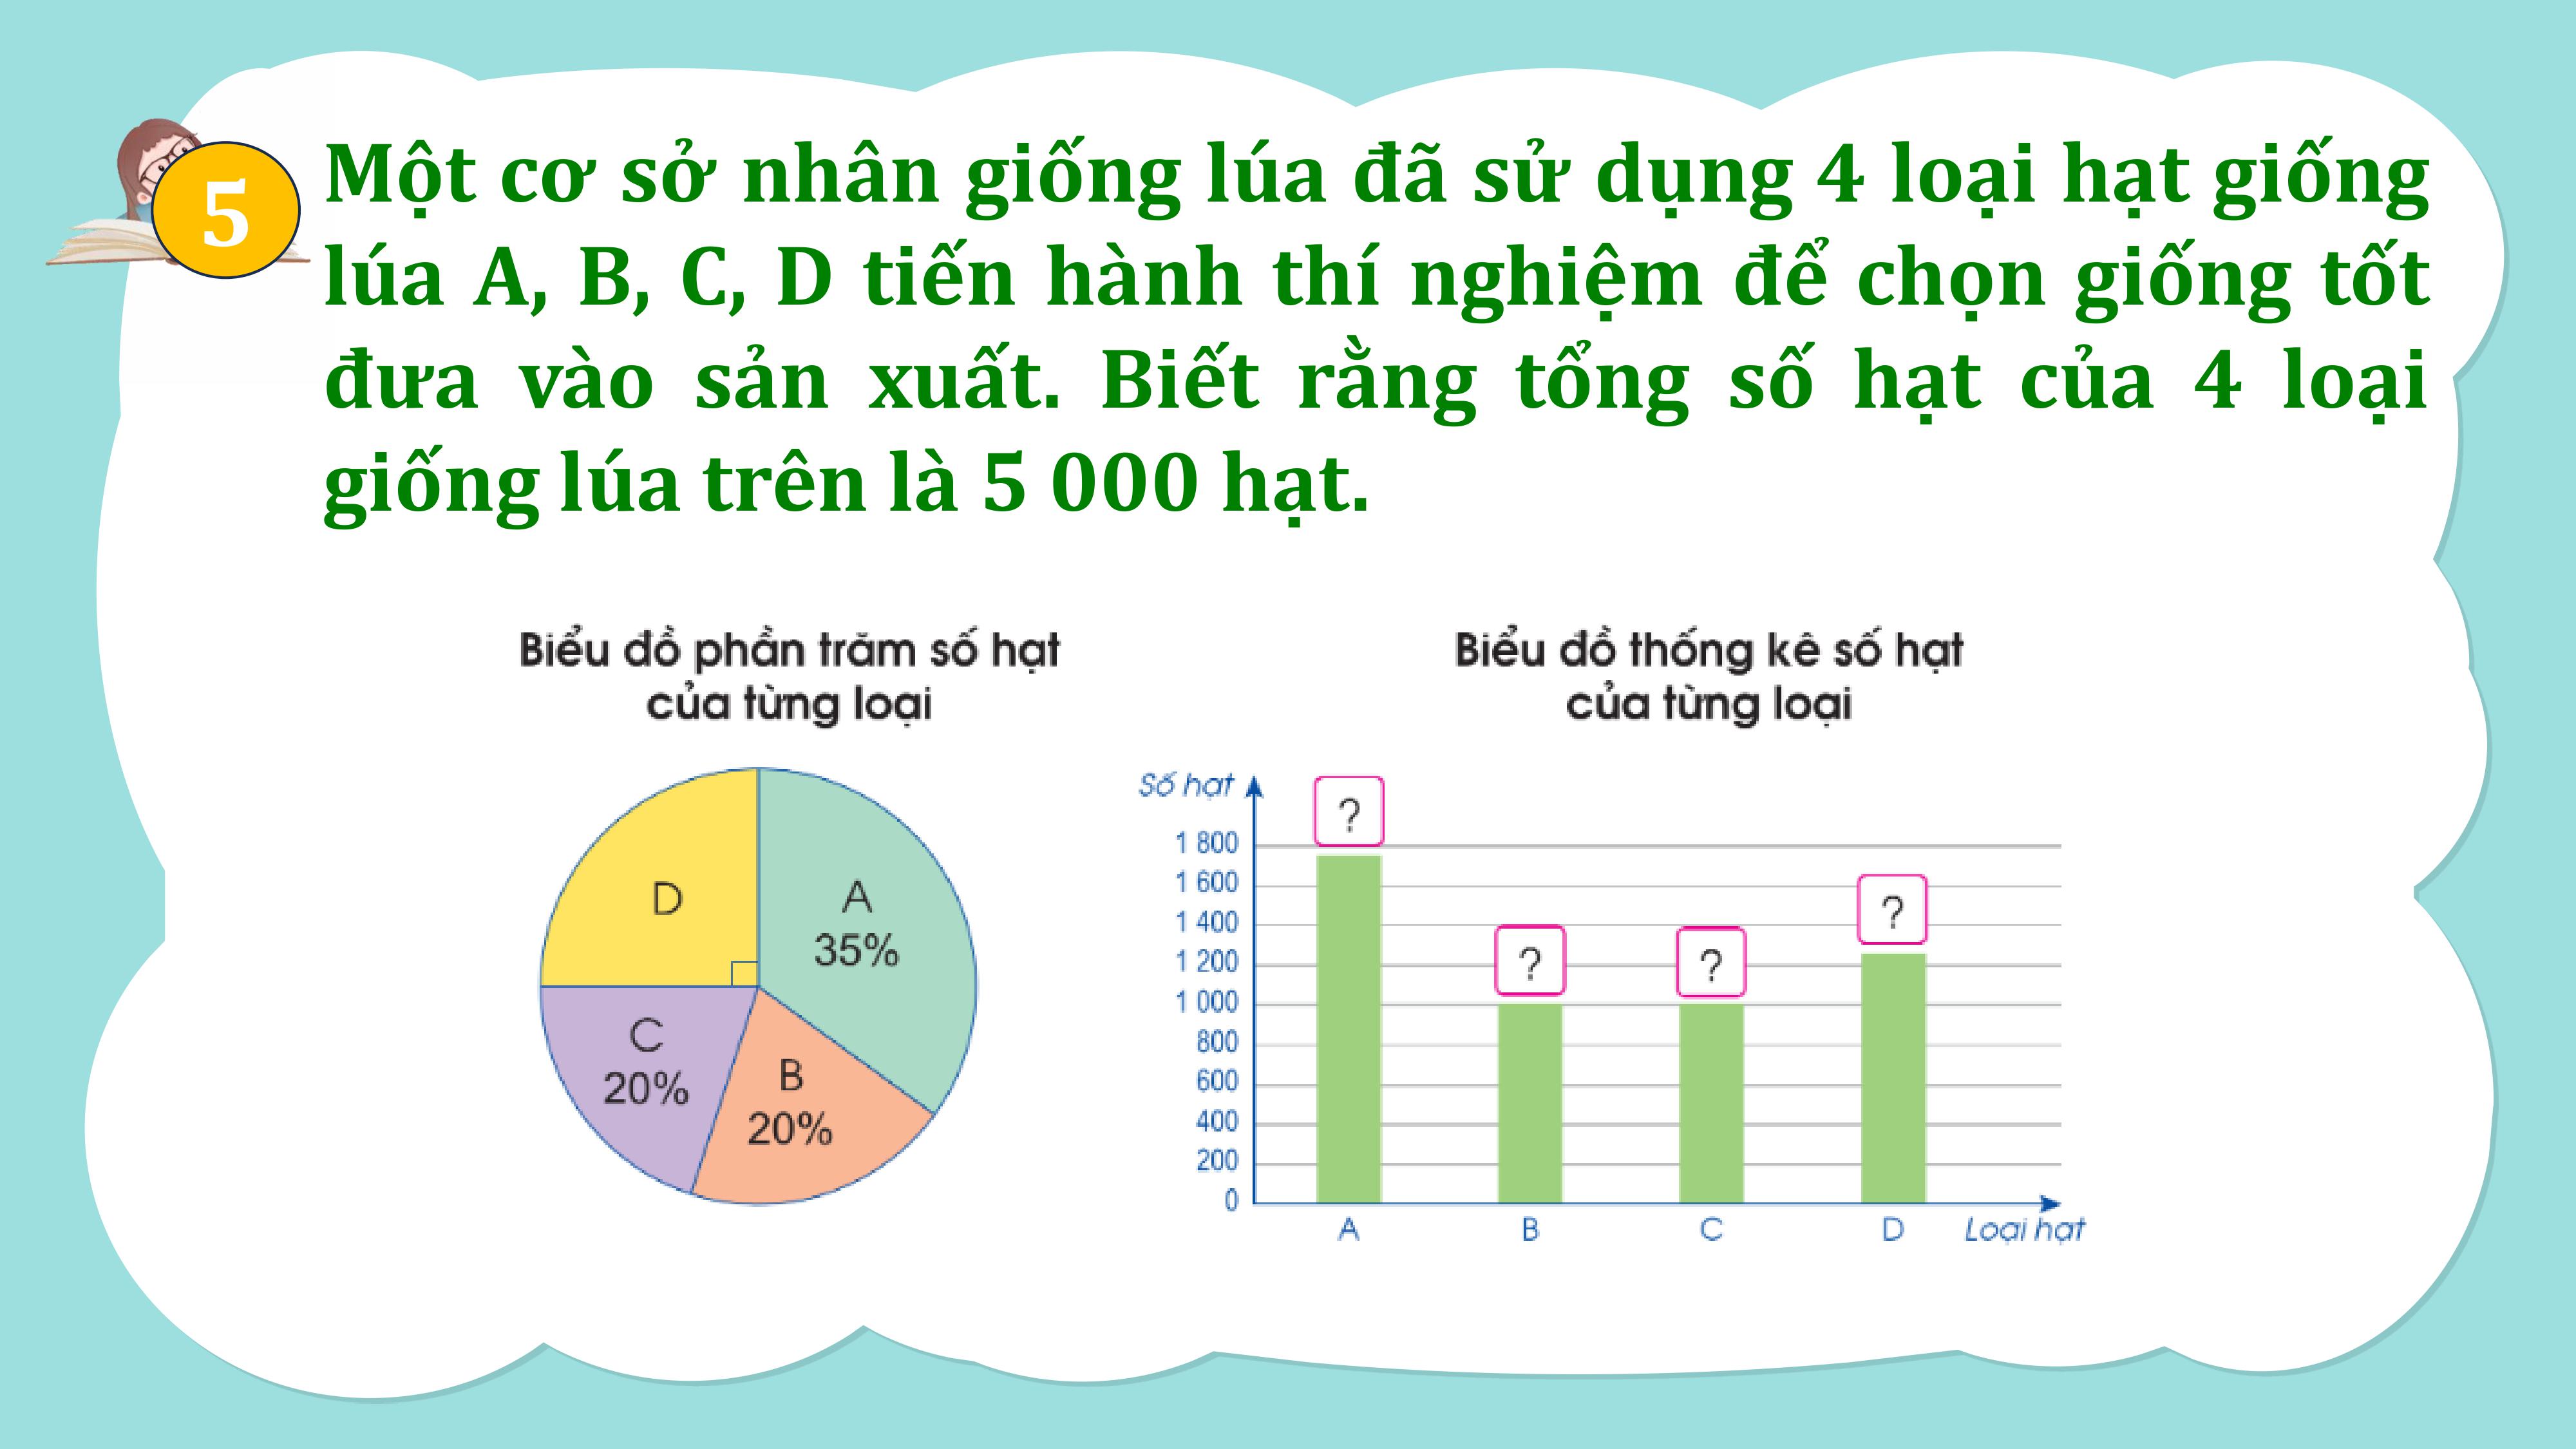 5
Một cơ sở nhân giống lúa đã sử dụng 4 loại hạt giống
lúa A, B, C, D tiến hành thí nghiệm để chọn giống tốt
đưa vào sản xuất. Biết rằng tổng số hạt của 4 loại
giống lúa trên là 5 000 hạt.
Biểu đồ phần trăm số hạt
của từng loại
D
A
35%
C
20%
B
20%
Biểu đồ thống kê số hạt
của từng loại
Số hạt
?
1 800
1 600
?
1 400
? ?
1 200
1 000
800
600
400
200
0
A B C D Loại hạt